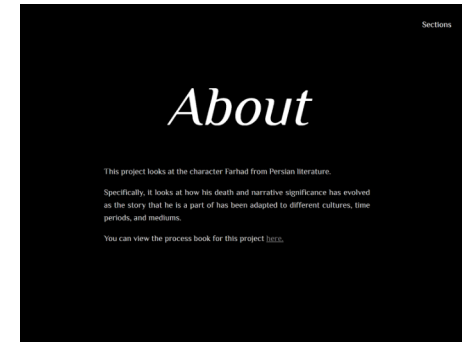 Sections
About
This project looks at the character Farhad from Persian literature.
Specifically, it looks at how his death and narrative significance has evolved
as the story that he is a part of has been adapted to different cultures, time
periods, and mediums.
You can view the process book for this project here.